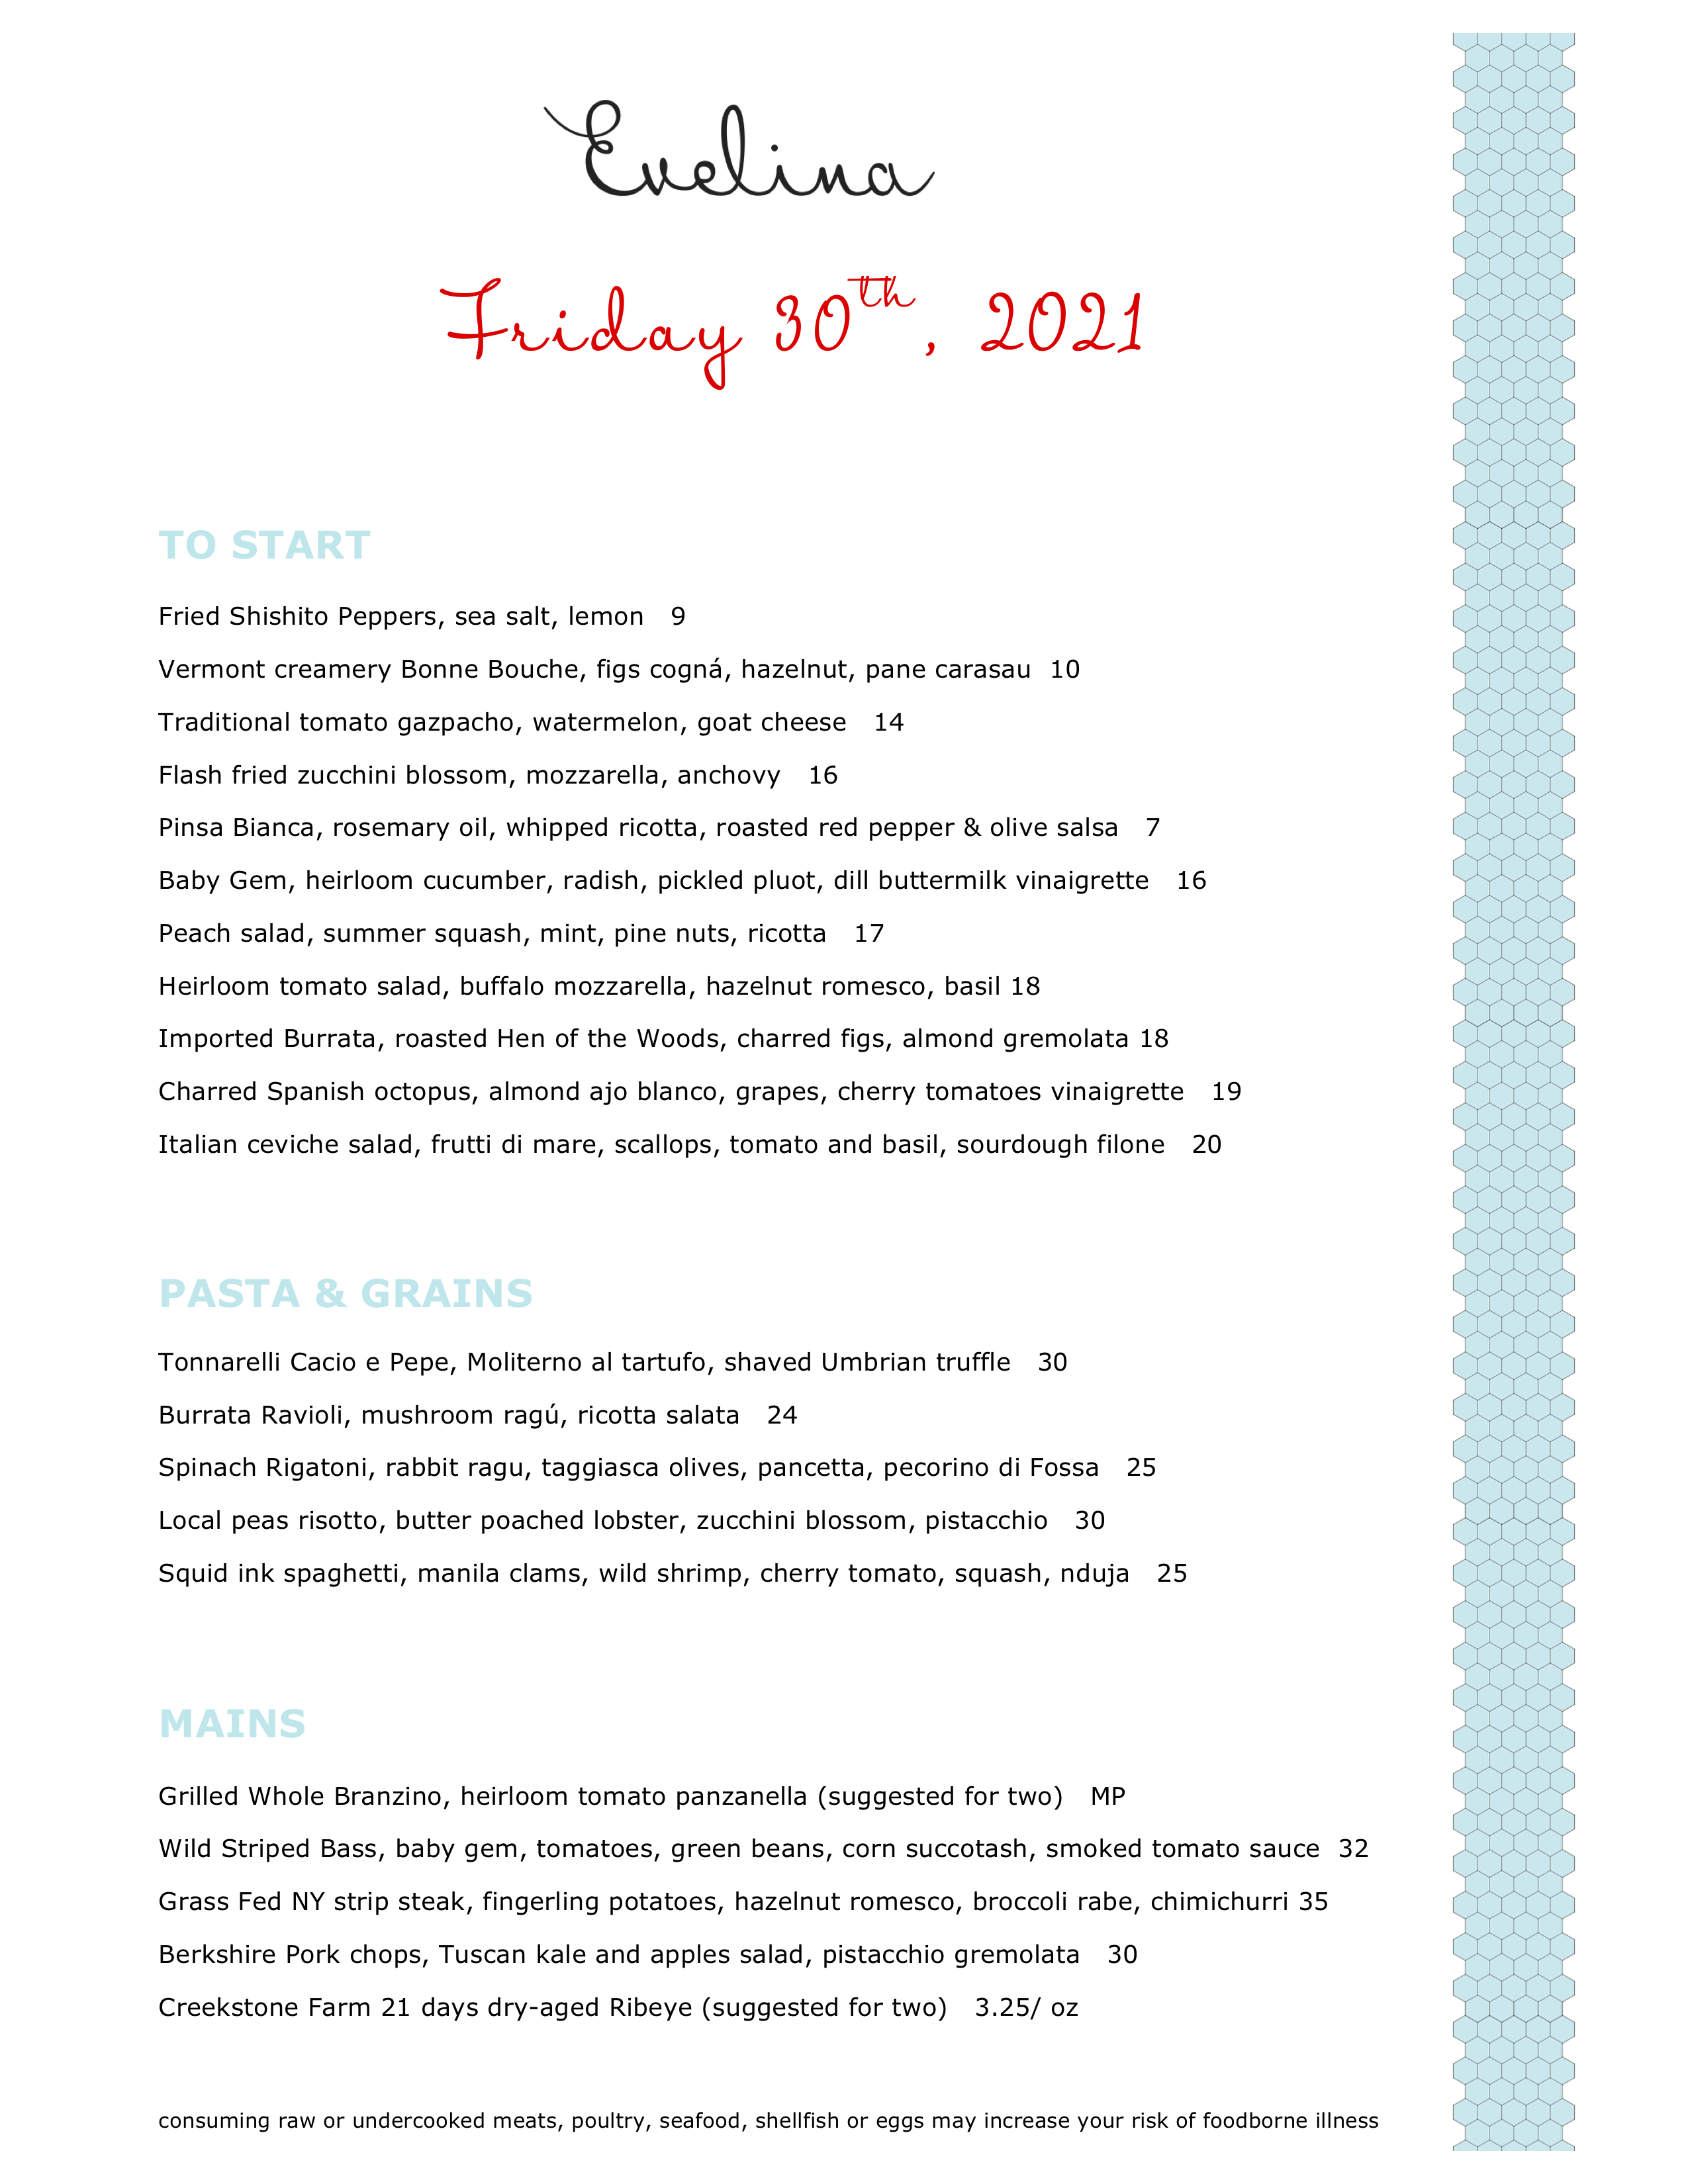 Evelina
Friday 30th, 2021
TO START
Fried Shishito Peppers, sea salt, lemon 9
Vermont creamery Bonne Bouche, figs cogná, hazelnut, pane carasau 10
Traditional tomato gazpacho, watermelon, goat cheese 14
Flash fried zucchini blossom, mozzarella, anchovy 16
Pinsa Bianca, rosemary oil, whipped ricotta, roasted red pepper & olive salsa 7
Baby Gem, heirloom cucumber, radish, pickled pluot, dill buttermilk vinaigrette 16
Peach salad, summer squash, mint, pine nuts, ricotta 17
Heirloom tomato salad, buffalo mozzarella, hazelnut romesco, basil 18
Imported Burrata, roasted Hen of the Woods, charred figs, almond gremolata 18
Charred Spanish octopus, almond ajo blanco, grapes, cherry tomatoes vinaigrette 19
Italian ceviche salad, frutti di mare, scallops, tomato and basil, sourdough filone 20
PASTA & GRAINS
Tonnarelli Cacio e Pepe, Moliterno al tartufo, shaved Umbrian truffle 30
Burrata Ravioli, mushroom ragú, ricotta salata 24
Spinach Rigatoni, rabbit ragu, taggiasca olives, pancetta, pecorino di Fossa 25
Local peas risotto, butter poached lobster, zucchini blossom, pistacchio 30
Squid ink spaghetti, manila clams, wild shrimp, cherry tomato, squash, nduja 25
MAINS
Grilled Whole Branzino, heirloom tomato panzanella (suggested for two) MP
Wild Striped Bass, baby gem, tomatoes, green beans, corn succotash, smoked tomato sauce 32
Grass Fed NY strip steak, fingerling potatoes, hazelnut romesco, broccoli rabe, chimichurri 35
Berkshire Pork chops, Tuscan kale and apples salad, pistacchio gremolata 30
Creekstone Farm 21 days dry-aged Ribeye (suggested for two) 3.25/ oz
consuming raw or undercooked meats, poultry, seafood, shellfish or eggs may increase your risk of foodborne illness